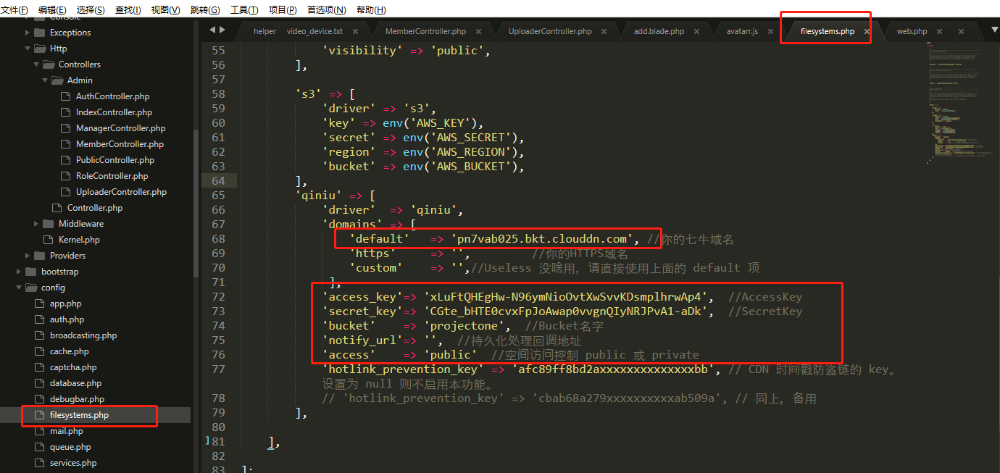 文件(F) 编辑(E) 选择(S) 查找(I) 视图(V) 跳转(G) 工具(T) 项目(P) 首选项(N) 帮助(H)
Console
Exceptions
Http
Controllers
Admin
AuthController.php
IndexController.php
ManagerController.php
MemberController.php
PublicController.php
RoleController.php
UploaderController.php
Controller.php
Middleware
Kernel.php
Providers
bootstrap
config
app.php
auth.php
broadcasting.php
cache.php
captcha.php
database.php
debugbar.php
filesystems.php
mail.php
queue.php
services.php
helper video_device.txt × MemberController.php × UploaderController.php × add.blade.php × avatarr.js × filesystems.php × web.php × ×
55 'visibility' => 'public',
56 ],
57
58 's3' => [
59 'driver' => 's3',
60 'key' => env('AWS_KEY'),
61 'secret' => env('AWS_SECRET'),
62 'region' => env('AWS_REGION'),
63 'bucket' => env('AWS_BUCKET'),
64 ],
65 'qiniu' => [
66 'driver' => 'qiniu',
67 'domains' => [
68 'default' => 'pn7vab025.bkt.clouddn.com', //你的七牛域名
69 'https' => '', //你的HTTPS域名
70 'custom' => '',//Useless 没啥用，请直接使用上面的 default 项
71 ],
72 'access_key'=> 'xLuFtQHEgHw-N96ymNioOvtXwSvvKDsmplhrwAp4', //AccessKey
73 'secret_key'=> 'CGte_bHTE0cvxFpJoAwap0vvgnQIyNRJPvA1-aDk', //SecretKey
74 'bucket' => 'projectone', //Bucket名字
75 'notify_url'=> '', //持久化处理回调地址
76 'access' => 'public' //空间访问控制 public 或 private
77 'hotlink_prevention_key' => 'afc89ff8bd2axxxxxxxxxxxxxxbb', // CDN 时间戳防盗链的 key。
设置为 null 则不启用本功能。
78 // 'hotlink_prevention_key' => 'cbab68a279xxxxxxxxxxab509a', // 同上，备用
79 ],
80
81 ],
82
83 ];